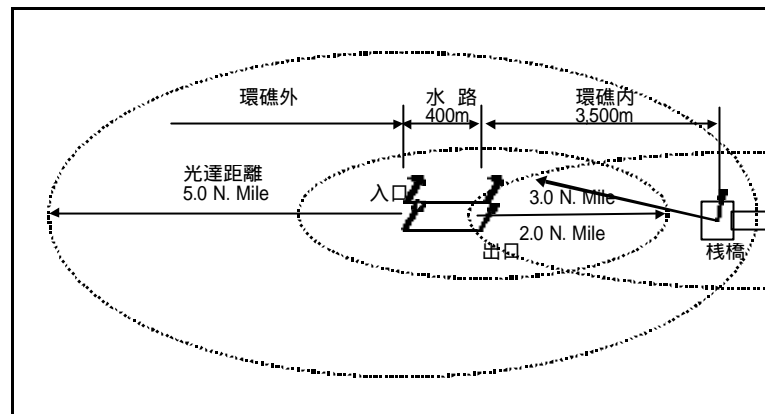 環礁外
水 路
400m
環礁内
3,500m
光達距離
5.0 N. Mile
入口
3.0 N. Mile
2.0 N. Mile
出口
桟橋